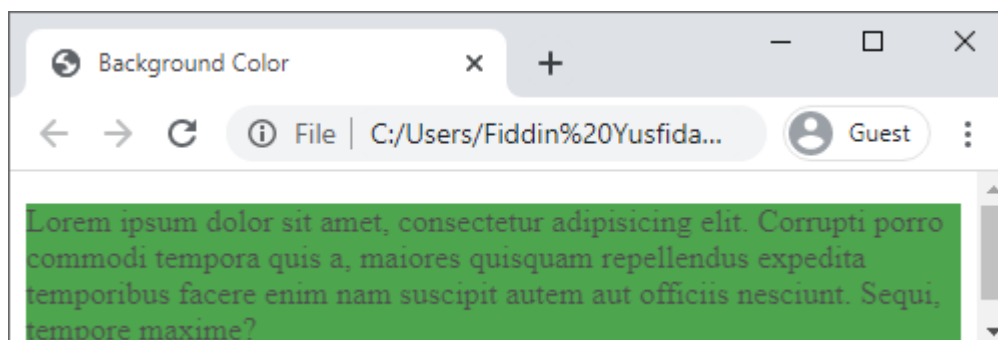 Background Color
File C:/Users/Fiddin%20Yusfida... Guest
Lorem ipsum dolor sit amet, consectetur adipisicing elit. Corrupti porro
commodi tempora quis a, maiores quisquam repellendus expedita
temporibus facere enim nam suscipit autem aut officiis nesciunt. Sequi,
tempore maxime?